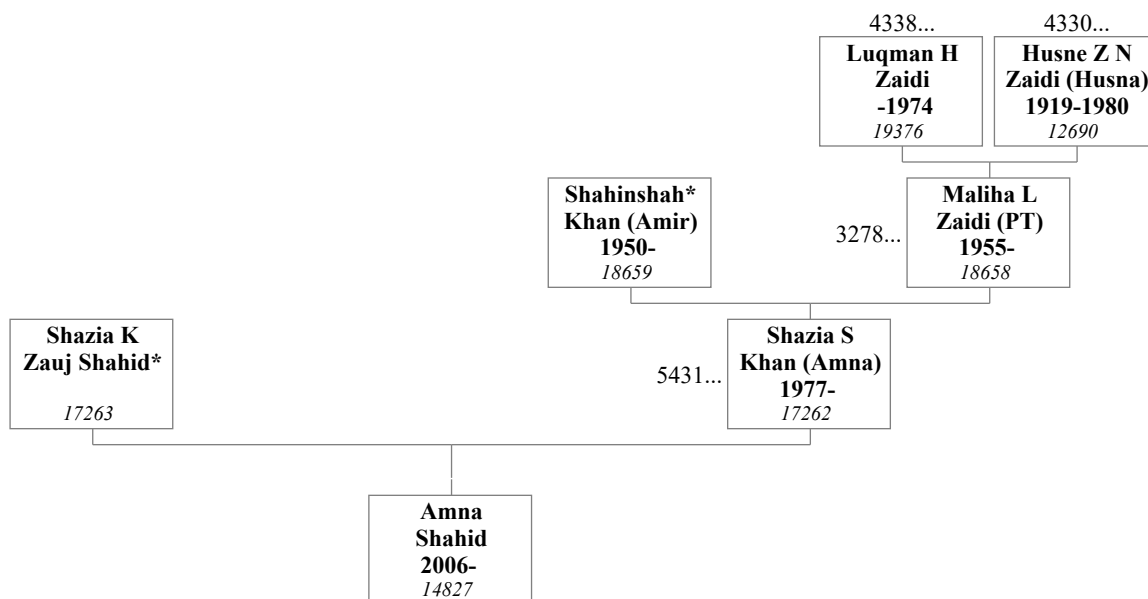 4338...
4330...
Luqman H
Zaidi
-1974
19376
Husne Z N
Zaidi (Husna)
1919-1980
12690
Shahinshah*
Khan (Amir)
1950-
18659
3278...
Maliha L
Zaidi (PT)
1955-
18658
Shazia K
Zauj Shahid*
17263
5431...
Shazia S
Khan (Amna)
1977-
17262
Amna
Shahid
2006-
14827